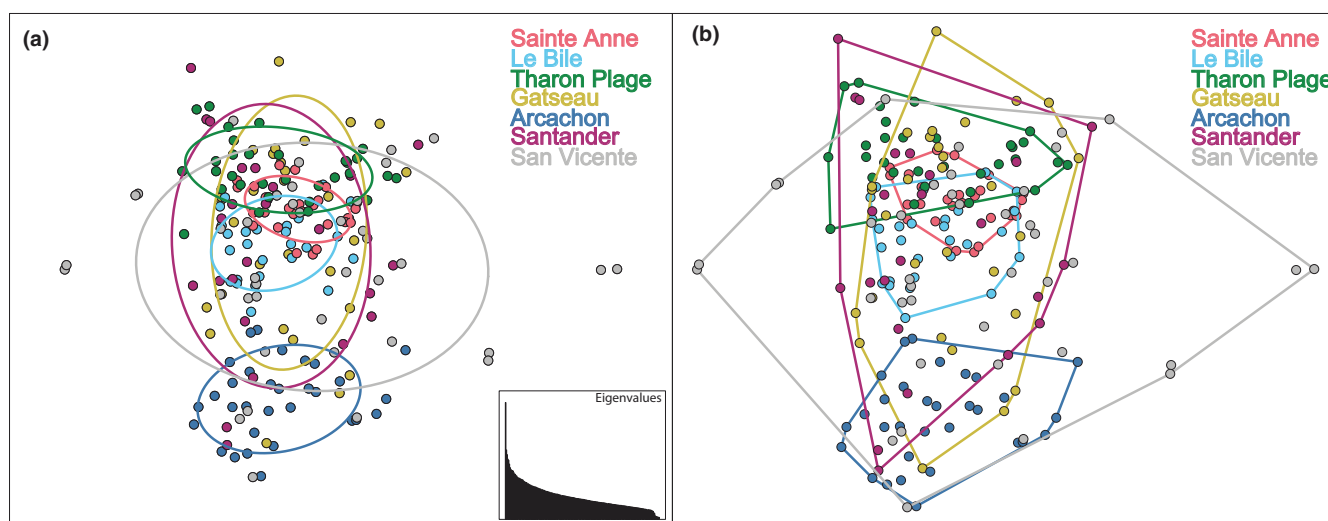 (a)
Sainte Anne
Le Bile
Tharon Plage
Gatseau
Arcachon
Santander
San Vicente
Eigenvalues
(b)
Sainte Anne
Le Bile
Tharon Plage
Gatseau
Arcachon
Santander
San Vicente